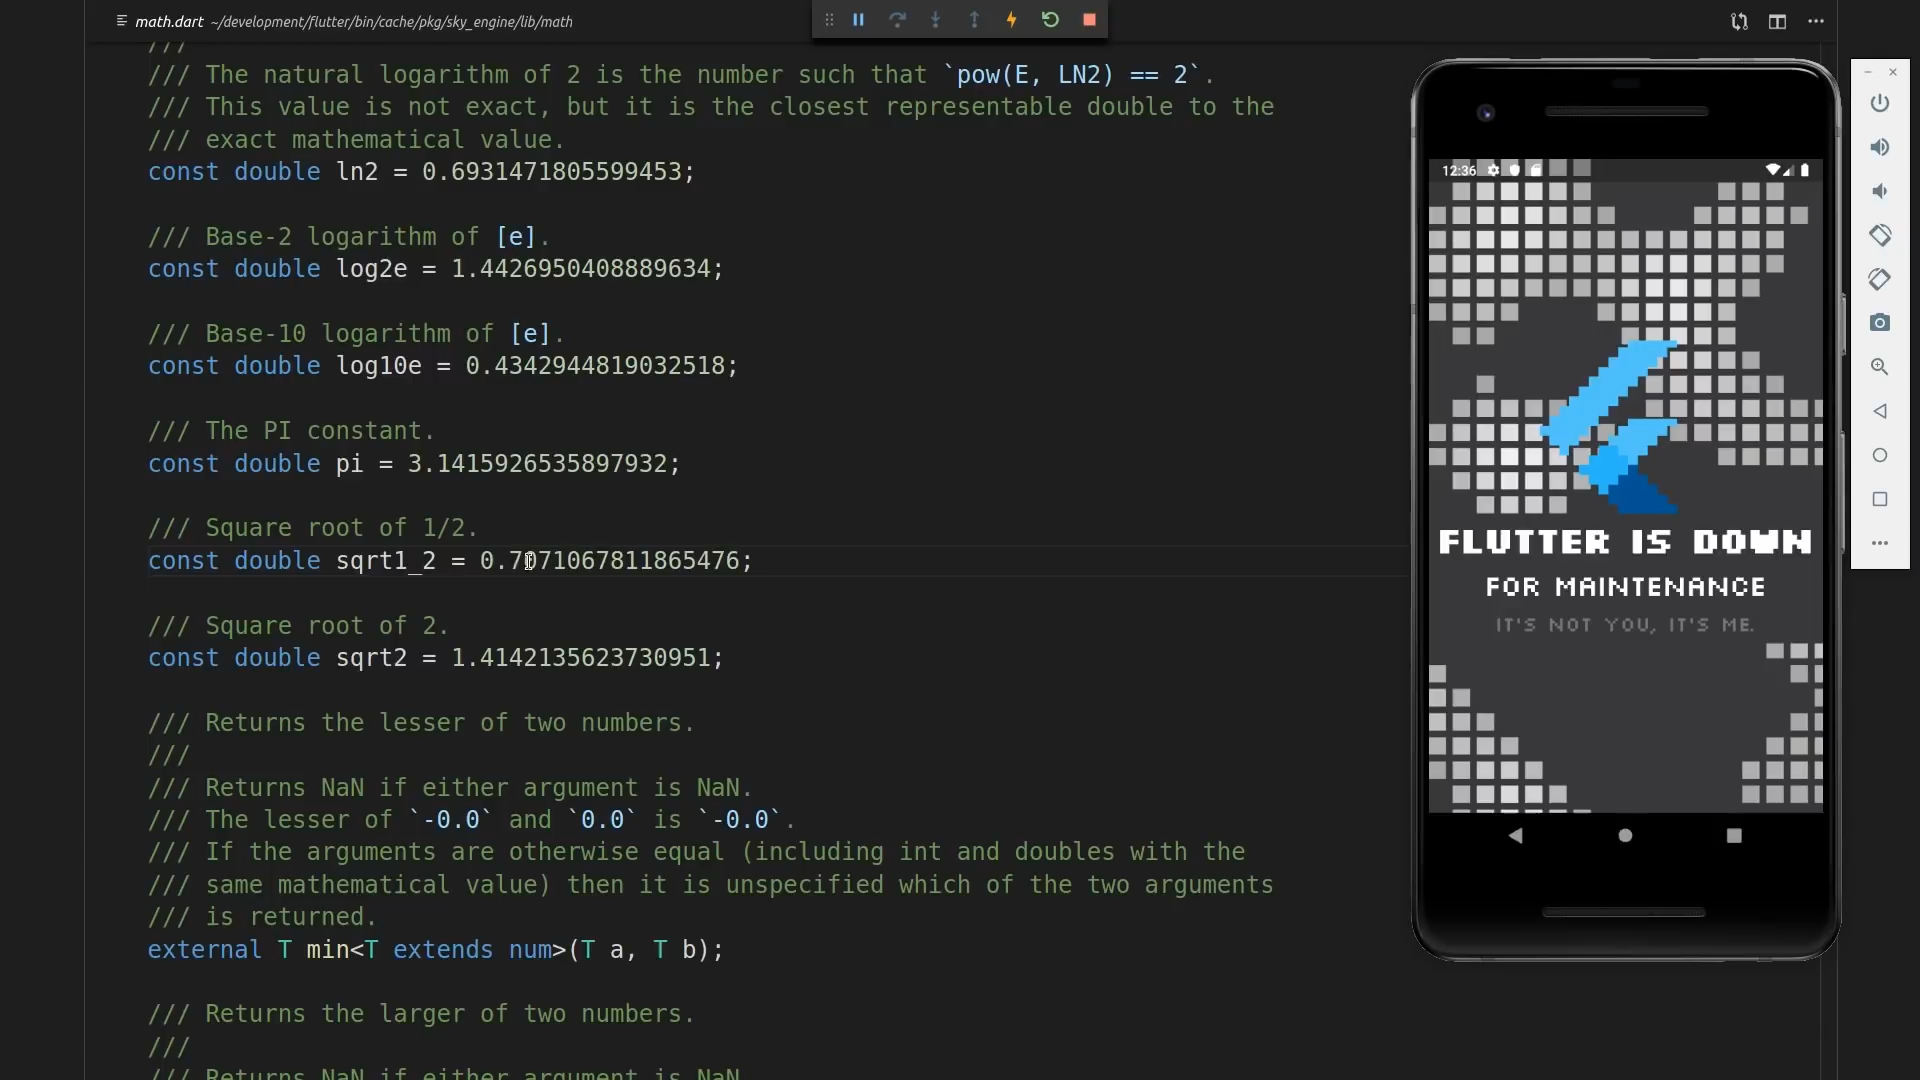 math.dart ~/development/flutter/bin/cache/pkg/sky_engine/lib/math
///
/// The natural logarithm of 2 is the number such that `pow(E, LN2) == 2`.
/// This value is not exact, but it is the closest representable double to the
/// exact mathematical value.
const double ln2 = 0.6931471805599453;
/// Base-2 logarithm of [e].
const double log2e = 1.4426950408889634;
/// Base-10 logarithm of [e].
const double log10e = 0.4342944819032518;
/// The PI constant.
const double pi = 3.1415926535897932;
/// Square root of 1/2.
const double sqrt1_2 = 0.7071067811865476;
/// Square root of 2.
const double sqrt2 = 1.4142135623730951;
/// Returns the lesser of two numbers.
///
/// Returns NaN if either argument is NaN.
/// The lesser of `-0.0` and `0.0` is `-0.0`.
/// If the arguments are otherwise equal (including int and doubles with the
/// same mathematical value) then it is unspecified which of the two arguments
/// is returned.
external T min<T extends num>(T a, T b);
/// Returns the larger of two numbers.
///
/// Returns NaN if either argument is NaN
12:36
FLUTTER IS DOWN
FOR MAINTENANCE
IT'S NOT YOU, IT'S ME.